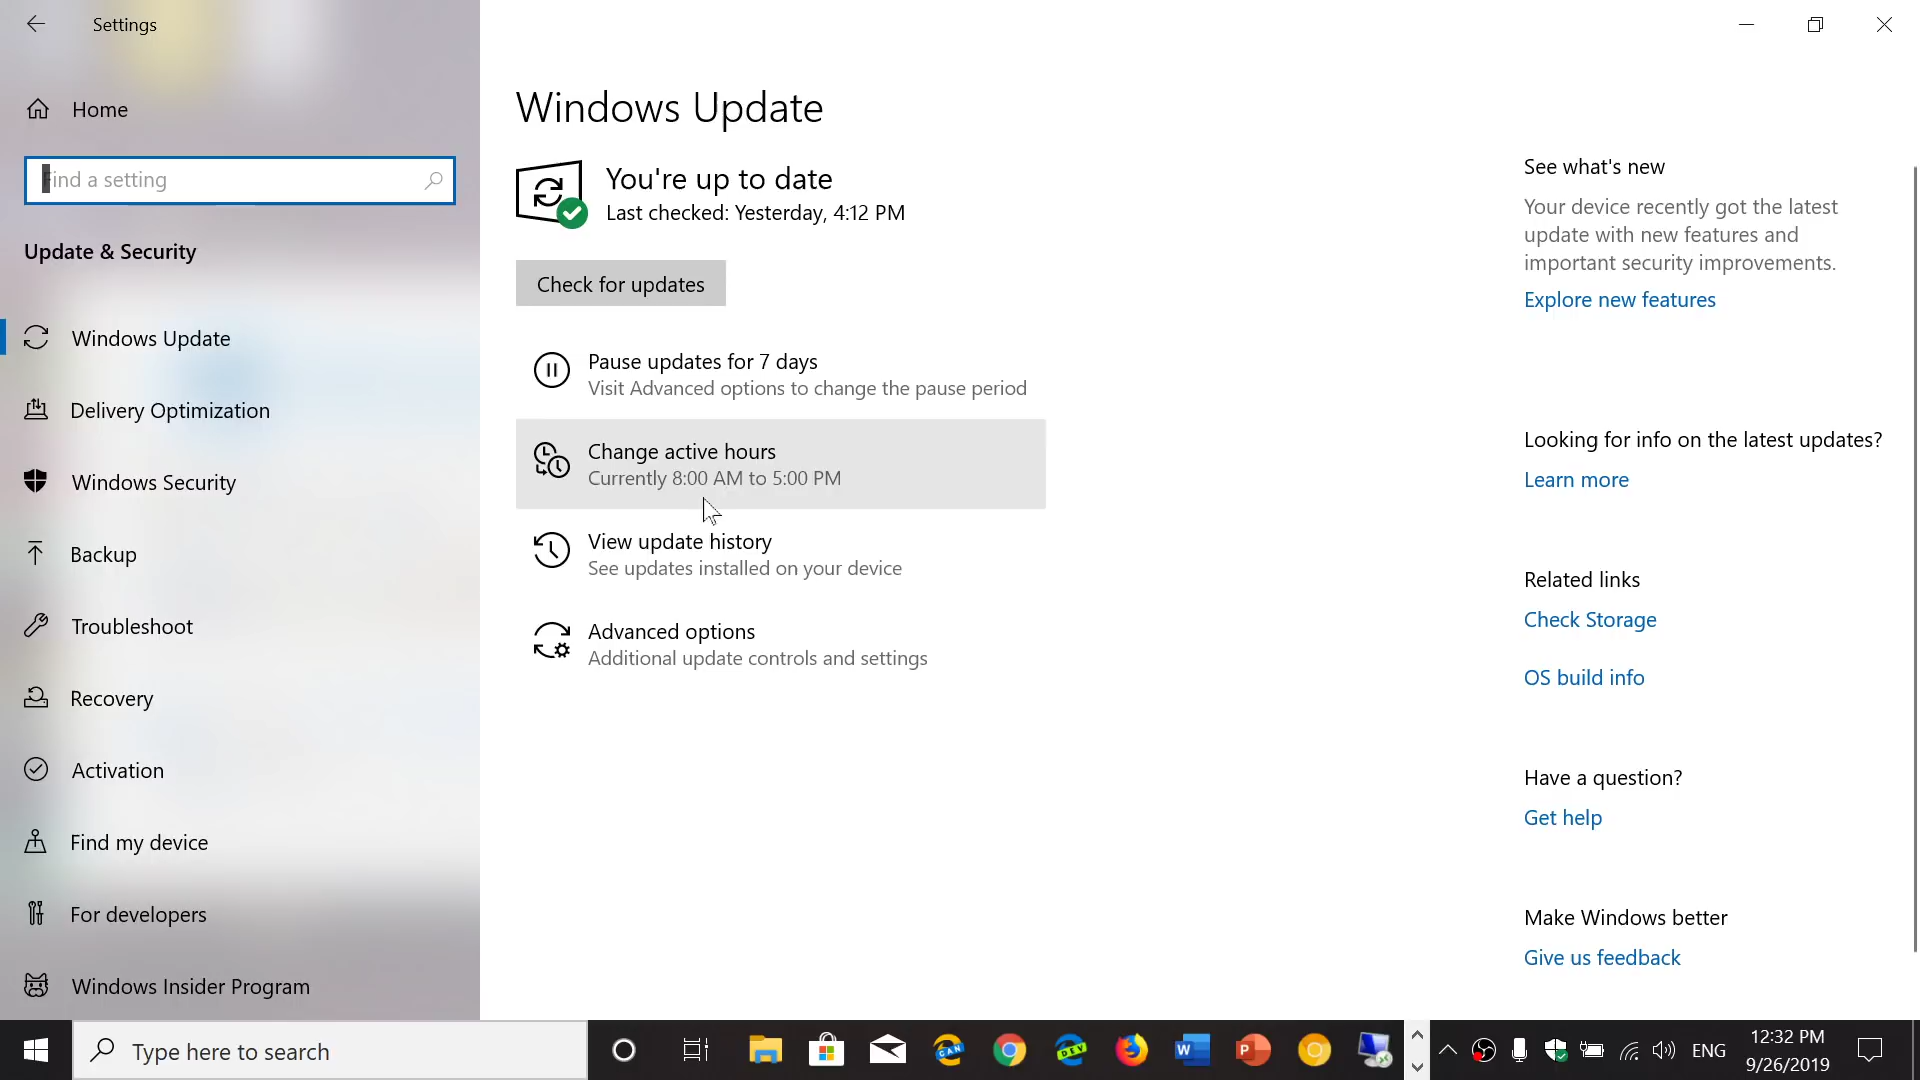 Settings
Home
Find a setting
Update & Security
Windows Update
Delivery Optimization
Windows Security
Backup
Troubleshoot
Recovery
Activation
Find my device
For developers
Windows Insider Program
Windows Update
You're up to date
Last checked: Yesterday, 4:12 PM
Check for updates
Pause updates for 7 days
Visit Advanced options to change the pause period
Change active hours
Currently 8:00 AM to 5:00 PM
View update history
See updates installed on your device
Advanced options
Additional update controls and settings
See what's new
Your device recently got the latest
update with new features and
important security improvements.
Explore new features
Looking for info on the latest updates?
Learn more
Related links
Check Storage
OS build info
Have a question?
Get help
Make Windows better
Give us feedback
Type here to search
CAN
DEV
W
P
ENG
12:32 PM
9/26/2019